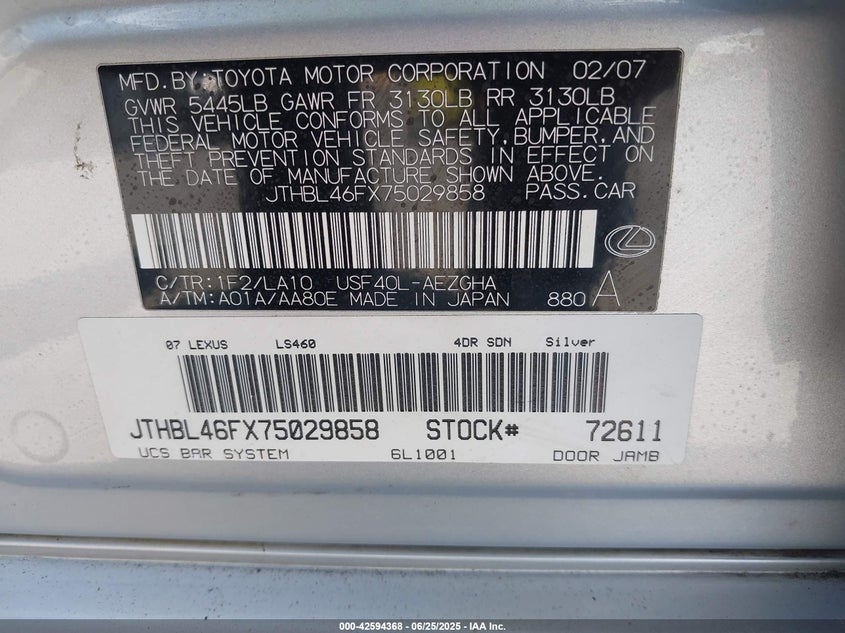 MFD.BY:TOYOTA MOTOR CORPORATION 02/07
GVWR 5445LB GAWR FR 3130LB RR 3130LB
THIS VEHICLE CONFORMS TO ALL APPLICABLE
FEDERAL MOTOR VEHICLE SAFETY,BUMPER,AND
THEFT PREVENTION STANDARDS IN EFFECT ON
THE DATE OF MANUFACTURE SHOWN ABOVE.
JTHBL46FX75029858 PASS.CAR
C/TR:1F2/LA10 USF40L-AEZGHA
A/TM:A01A/AA80E MADE IN JAPAN 880 A
07 LEXUS LS460 4DR SDN Silver
JTHBL46FX75029858 STOCK# 72611
UCS BAR SYSTEM 6L1001 DOOR JAMB
000-42594368 - 06/25/2025 - IAA Inc.